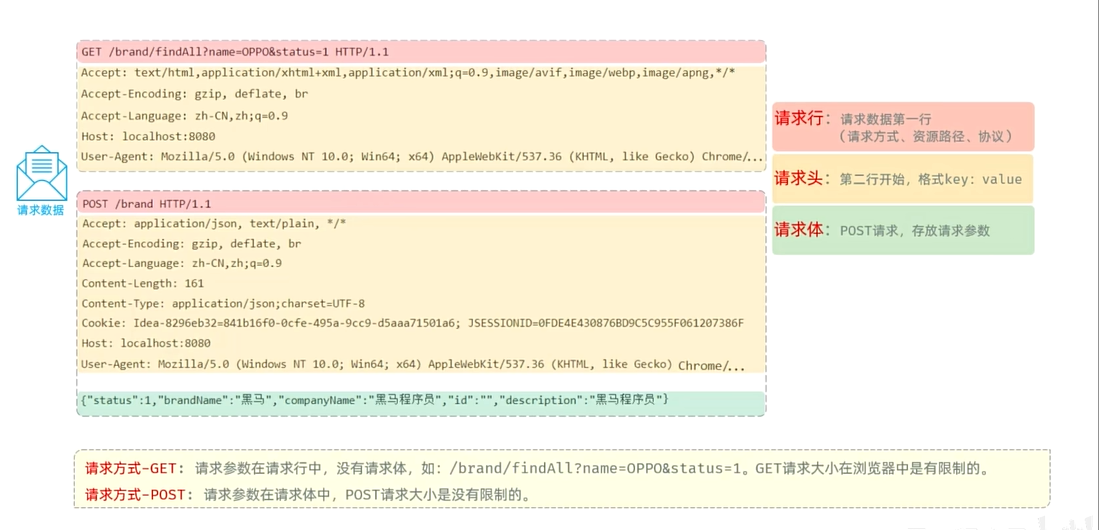 GET /brand/findAll?name=OPPO&status=1 HTTP/1.1
Accept: text/html,application/xhtml+xml,application/xml;q=0.9,image/avif,image/webp,image/apng,*/*
Accept-Encoding: gzip, deflate, br
Accept-Language: zh-CN,zh;q=0.9
Host: localhost:8080
User-Agent: Mozilla/5.0 (Windows NT 10.0; Win64; x64) AppleWebKit/537.36 (KHTML, like Gecko) Chrome/...
请求行：请求数据第一行
(请求方式、资源路径、协议)
请求头：第二行开始，格式key：value
请求体：POST请求，存放请求参数
请求数据
POST /brand HTTP/1.1
Accept: application/json, text/plain, */*
Accept-Encoding: gzip, deflate, br
Accept-Language: zh-CN,zh;q=0.9
Content-Length: 161
Content-Type: application/json;charset=UTF-8
Cookie: Idea-8296eb32=841b16f0-0cfe-495a-9cc9-d5aaa71501a6; JSESSIONID=0FDE4E430876BD9C5C955F061207386F
Host: localhost:8080
User-Agent: Mozilla/5.0 (Windows NT 10.0; Win64; x64) AppleWebKit/537.36 (KHTML, like Gecko) Chrome/...
{"status":1,"brandName":"黑马","companyName":"黑马程序员","id":"","description":"黑马程序员"}
请求方式-GET：请求参数在请求行中，没有请求体，如：/brand/findAll?name=OPPO&status=1。GET请求大小在浏览器中是有限制的。
请求方式-POST：请求参数在请求体中，POST请求大小是没有限制的。